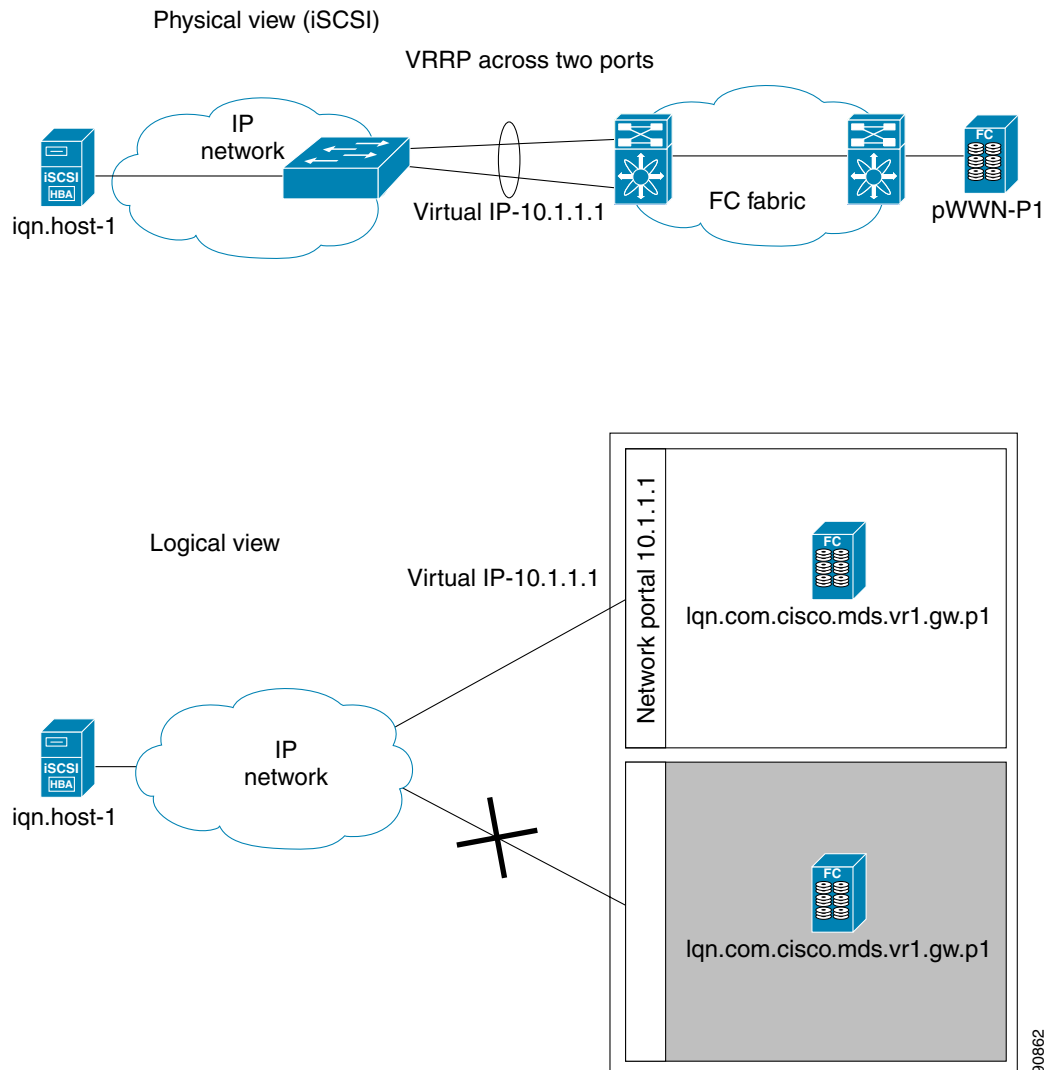 Physical view (iSCSI)
VRRP across two ports
IP
network
iSCSI
HBA
iqn.host-1
Virtual IP-10.1.1.1
FC fabric
FC
pWWN-P1
Logical view
Virtual IP-10.1.1.1
Network portal 10.1.1.1
FC
lqn.com.cisco.mds.vr1.gw.p1
iSCSI
HBA
iqn.host-1
IP
network
FC
lqn.com.cisco.mds.vr1.gw.p1
90862